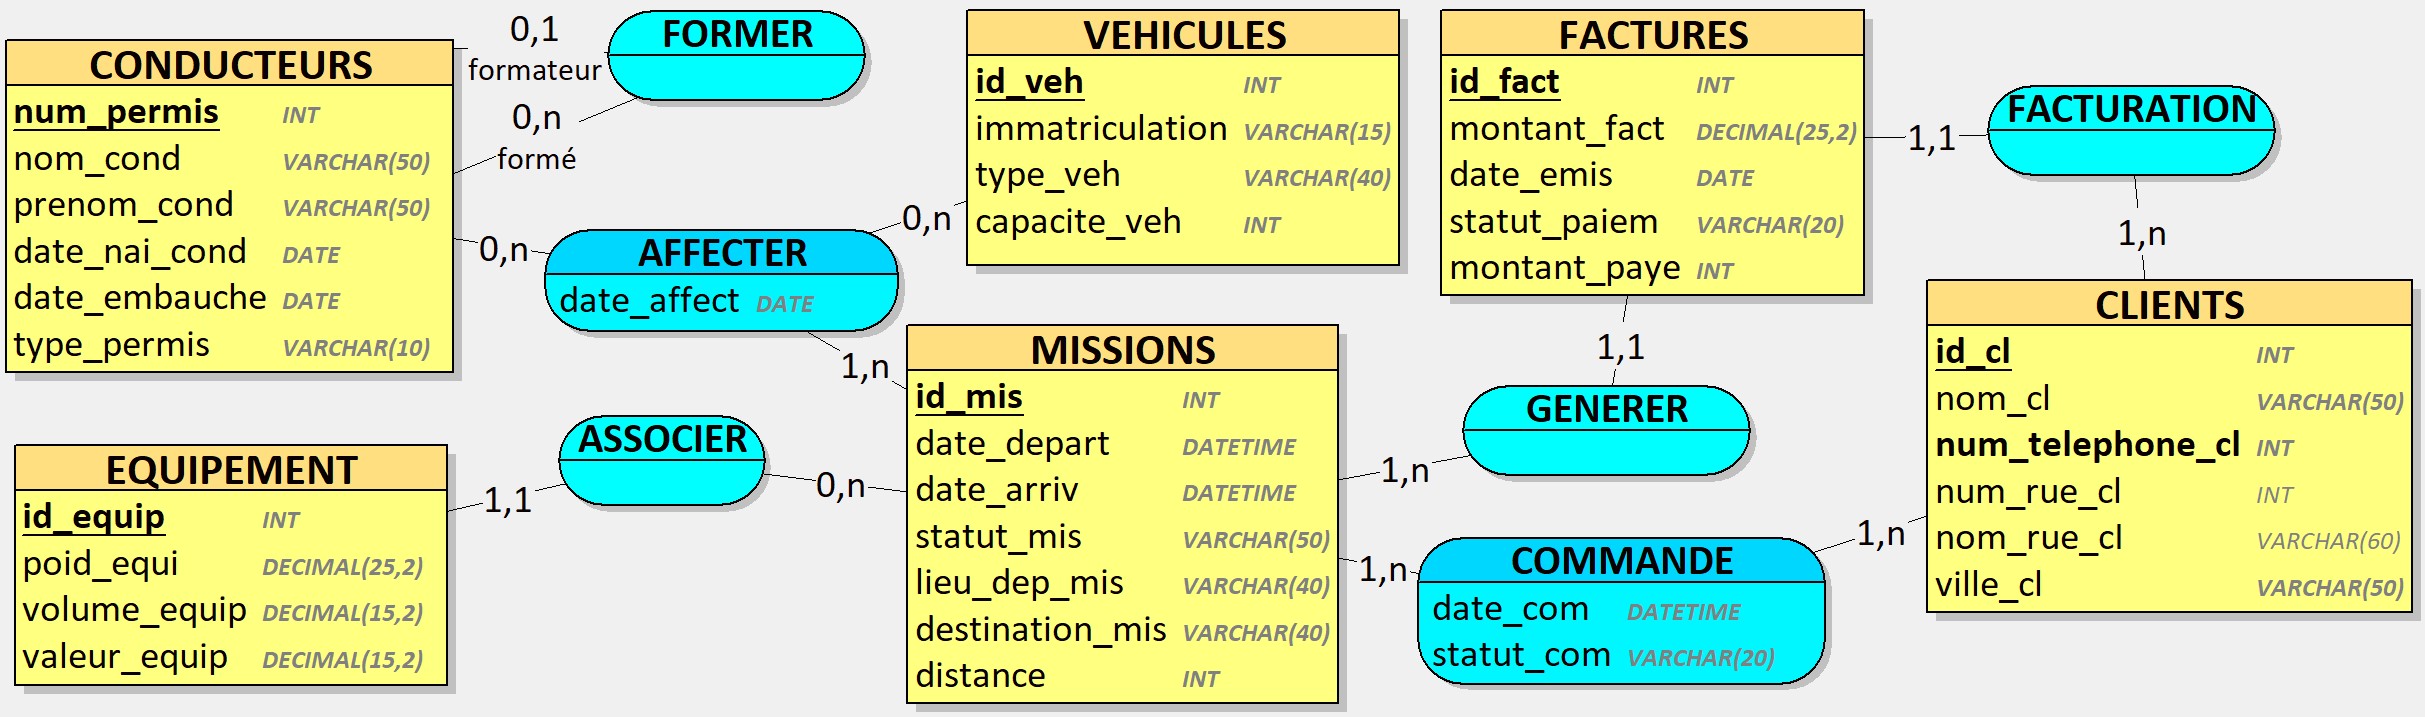 CONDUCTEURS
num_permis INT
nom_cond VARCHAR(50)
prenom_cond VARCHAR(50)
date_nai_cond DATE
date_embauche DATE
type_permis VARCHAR(10)
0,1
formateur
0,n
formé
FORMER
0,n
AFFECTER
date_affect DATE
0,n
1,n
VEHICULES
id_veh INT
immatriculation VARCHAR(15)
type_veh VARCHAR(40)
capacite_veh INT
FACTURES
id_fact INT
montant_fact DECIMAL(25,2)
date_emis DATE
statut_paiem VARCHAR(20)
montant_paye INT
1,1
FACTURATION
1,n
1,1
GENERER
1,n
CLIENTS
id_cl INT
nom_cl VARCHAR(50)
num_telephone_cl INT
num_rue_cl INT
nom_rue_cl VARCHAR(60)
ville_cl VARCHAR(50)
EQUIPEMENT
id_equip INT
poid_equi DECIMAL(25,2)
volume_equip DECIMAL(15,2)
valeur_equip DECIMAL(15,2)
1,1
ASSOCIER
0,n
MISSIONS
id_mis INT
date_depart DATETIME
date_arriv DATETIME
statut_mis VARCHAR(50)
lieu_dep_mis VARCHAR(40)
destination_mis VARCHAR(40)
distance INT
1,n
COMMANDE
date_com DATETIME
statut_com VARCHAR(20)
1,n